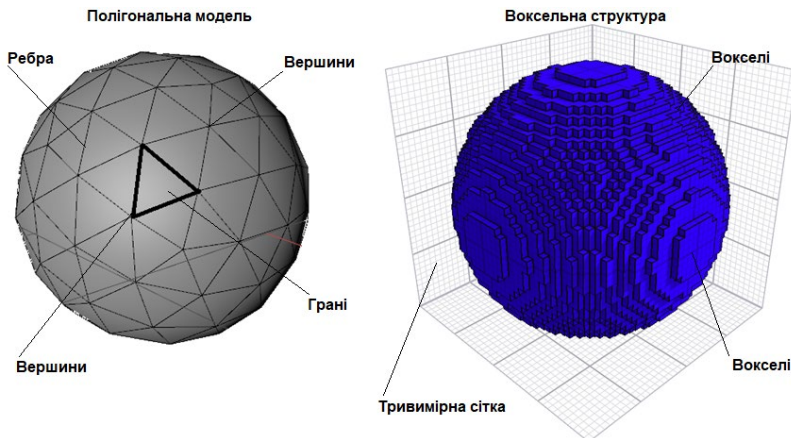 Полігональна модель
Ребра
Вершини
Грані
Вершини
Воксельна структура
Вокселі
Вокселі
Тривимірна сітка